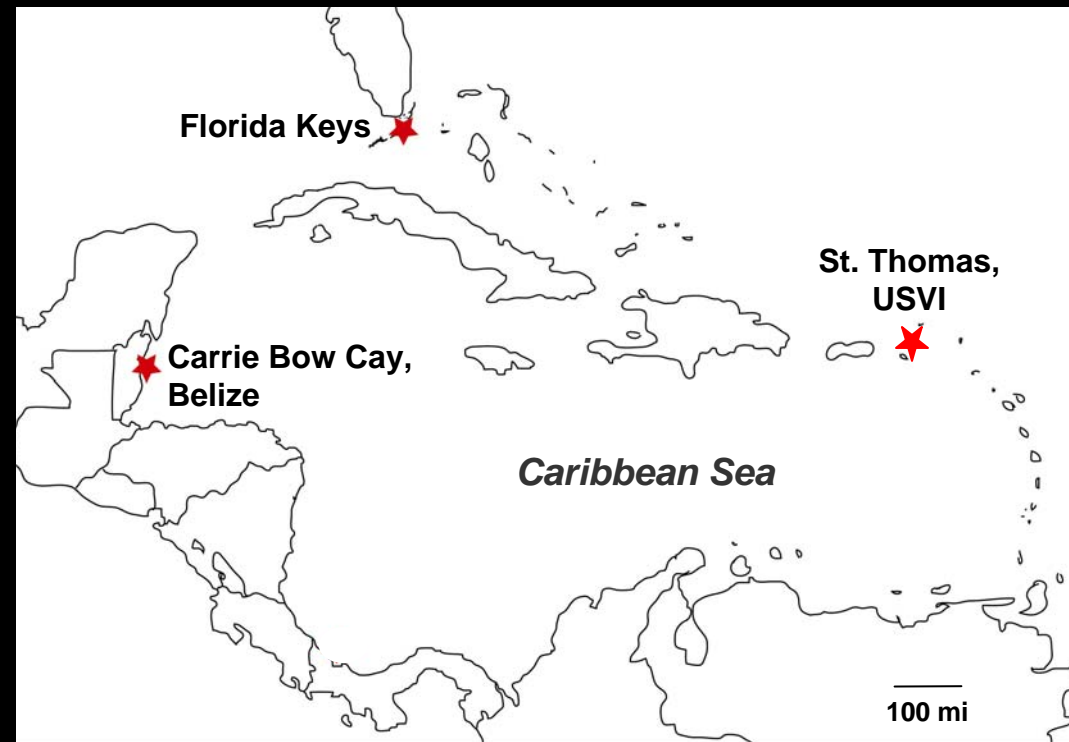 Florida Keys
St. Thomas,
USVI
Carrie Bow Cay,
Belize
Caribbean Sea
100 mi